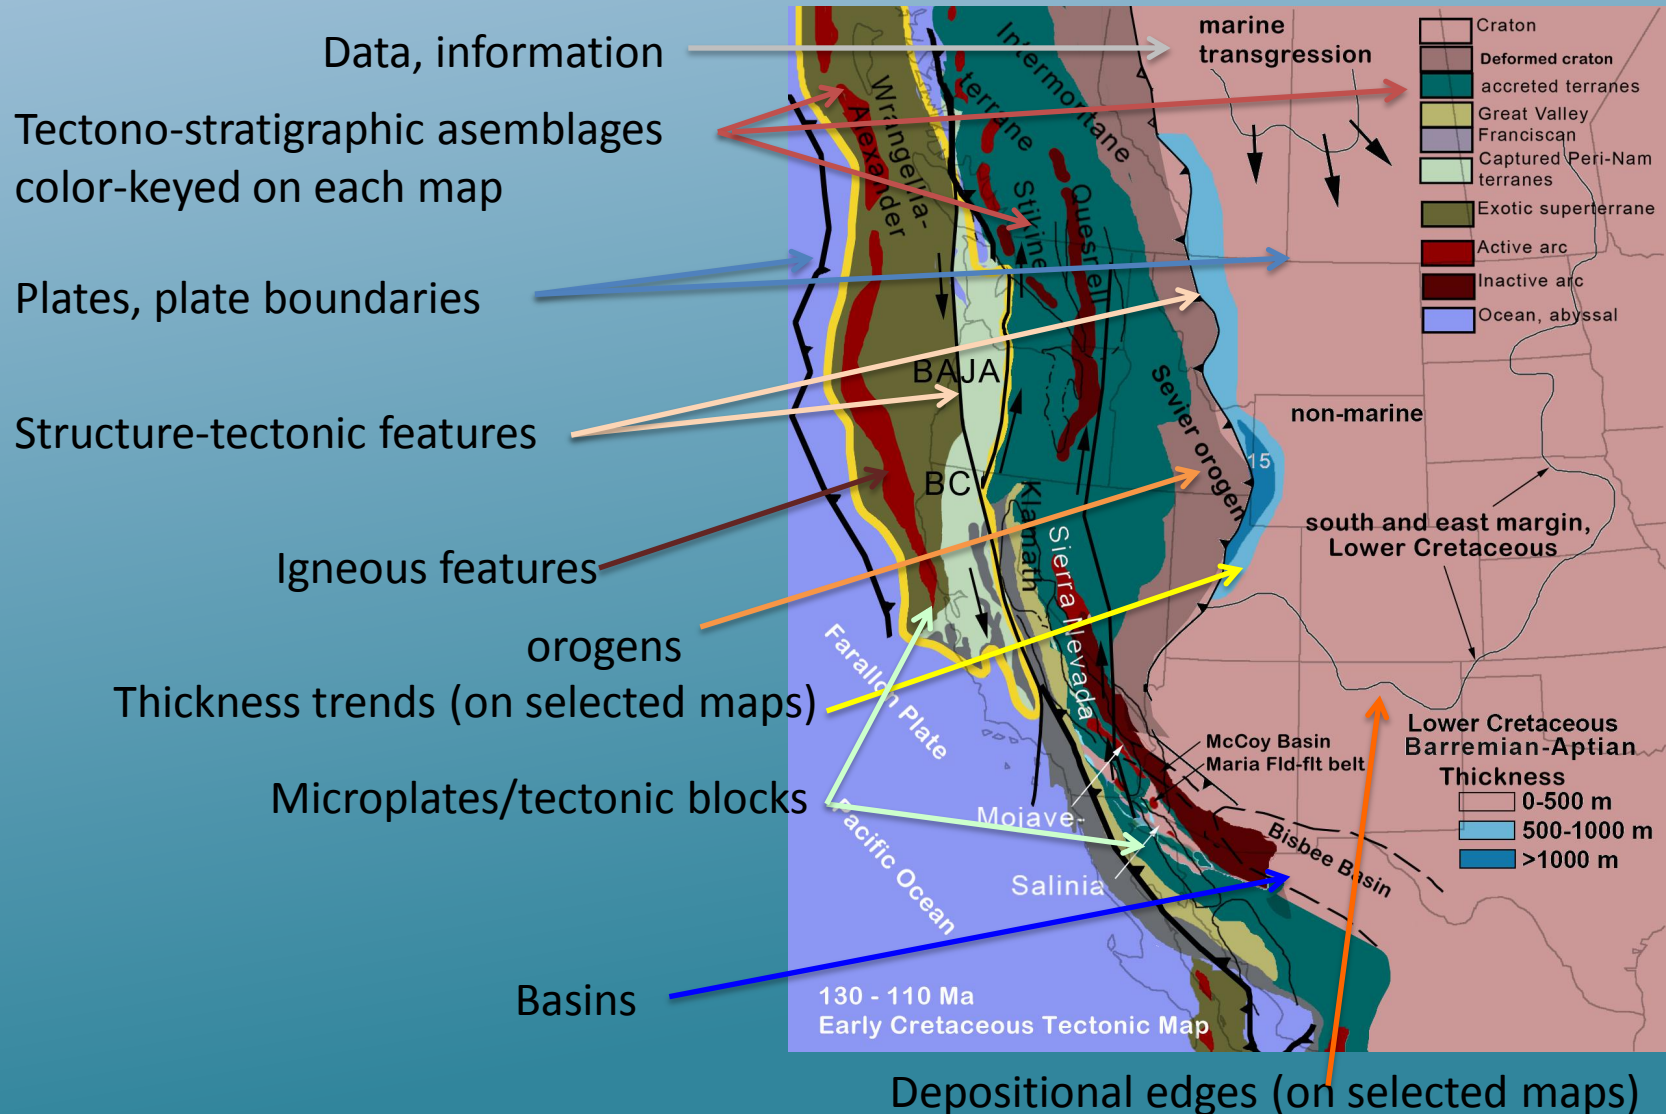 Data, information
Tectono-stratigraphic asemblages
color-keyed on each map
Plates, plate boundaries
Structure-tectonic features
Igneous features
orogens
Thickness trends (on selected maps)
Microplates/tectonic blocks
Basins
Depositional edges (on selected maps)
marine
transgression
Craton
Deformed craton
accreted terranes
Great Valley
Franciscan
Captured Peri-Nam
terranes
Exotic superterrane
Active arc
Inactive arc
Ocean, abyssal
Intermontane
terrane
Wrangellia-
Alexander
Stikine
Quesnell
BAJA
BC
Sevier orogen
non-marine
15
south and east margin,
Lower Cretaceous
Klamath
Sierra Nevada
Farallon Plate
Pacific Ocean
McCoy Basin
Maria Fld-flt belt
Mojave-
Salinia
Bisbee Basin
Lower Cretaceous
Barremian-Aptian
Thickness
0-500 m
500-1000 m
>1000 m
130 - 110 Ma
Early Cretaceous Tectonic Map